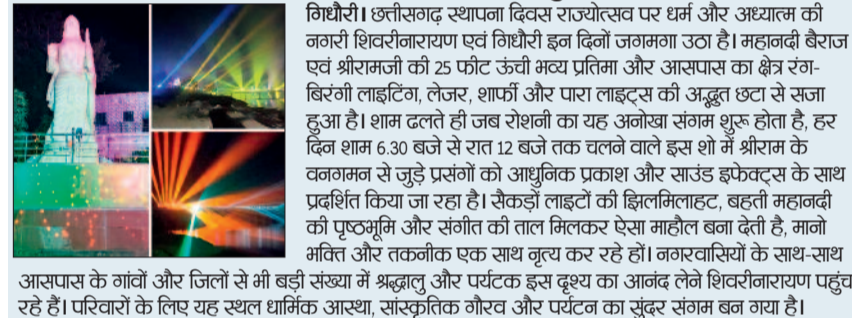 गिधौरी। छत्तीसगढ़ स्थापना दिवस राज्योत्सव पर धर्म और अध्यात्म की
नगरी शिवरीनारायण एवं गिधौरी इन दिनों जगमगा उठा है। महानदी बैराज
एवं श्रीरामजी की 25 फीट ऊंची भव्य प्रतिमा और आसपास का क्षेत्र रंग-
बिरंगी लाइटिंग, लेजर, शार्फी और पारा लाइट्स की अद्भुत छटा से सजा
हुआ है। शाम ढलते ही जब रोशनी का यह अनोखा संगम शुरू होता है, हर
दिन शाम 6.30 बजे से रात 12 बजे तक चलने वाले इस शो में श्रीराम के
वनगमन से जुड़े प्रसंगों को आधुनिक प्रकाश और साउंड इफेक्ट्स के साथ
प्रदर्शित किया जा रहा है। सैकड़ों लाइटों की झिलमिलाहट, बहती महानदी
की पृष्ठभूमि और संगीत की ताल मिलकर ऐसा माहौल बना देती है, मानो
भक्ति और तकनीक एक साथ नृत्य कर रहे हों। नगरवासियों के साथ-साथ
आसपास के गांवों और जिलों से भी बड़ी संख्या में श्रद्धालु और पर्यटक इस दृश्य का आनंद लेने शिवरीनारायण पहुंच
रहे हैं। परिवारों के लिए यह स्थल धार्मिक आस्था, सांस्कृतिक गौरव और पर्यटन का सुंदर संगम बन गया है।